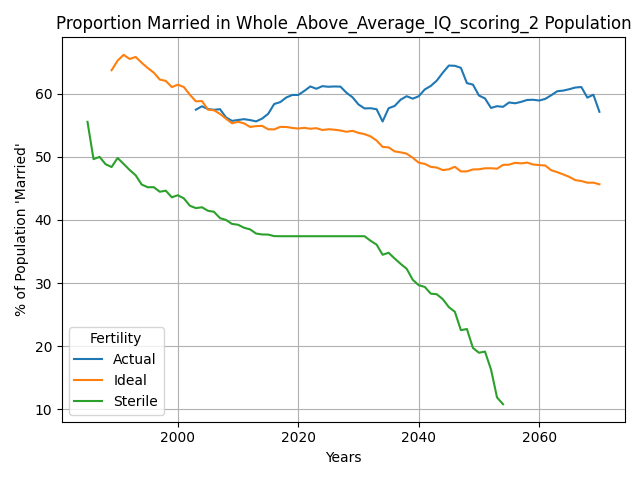 Proportion Married in Whole_Above_Average_IQ_scoring_2 Population
% of Population 'Married'
60
50
40
30
20
10
Fertility
Actual
Ideal
Sterile
2000 2020 2040 2060
Years